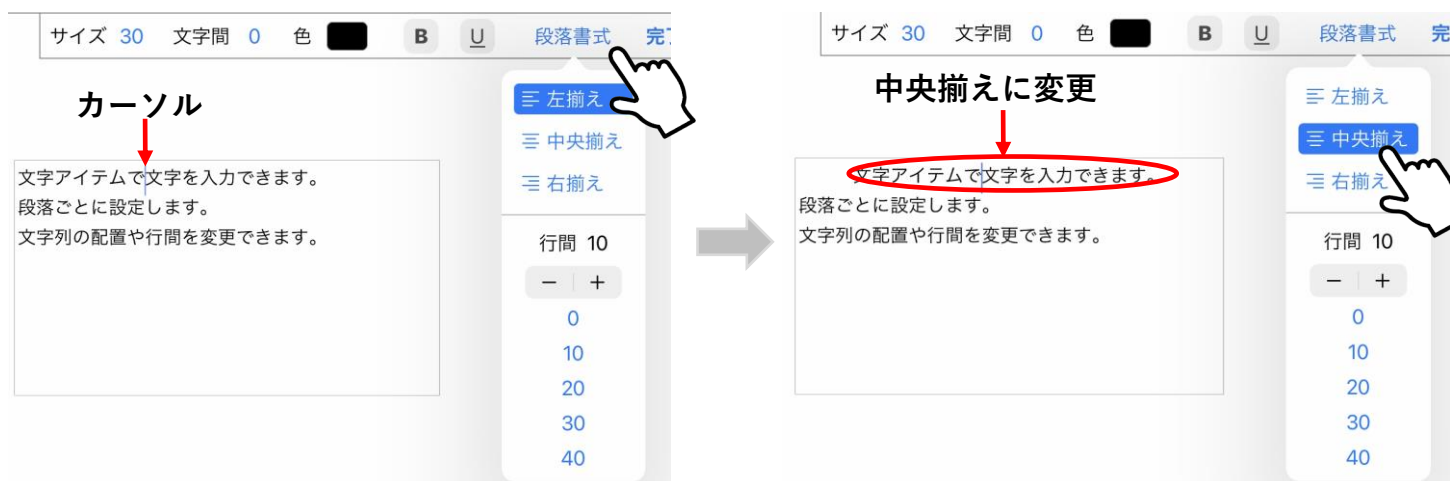 サイズ 30 文字間 0 色 B U 段落書式 完
カーソル
左揃え
中央揃え
右揃え
文字アイテムで文字を入力できます。
段落ごとに設定します。
文字列の配置や行間を変更できます。
行間 10
− +
0
10
20
30
40
サイズ 30 文字間 0 色 B U 段落書式 完
中央揃えに変更
左揃え
中央揃え
右揃え
文字アイテムで文字を入力できます。
段落ごとに設定します。
文字列の配置や行間を変更できます。
行間 10
− +
0
10
20
30
40